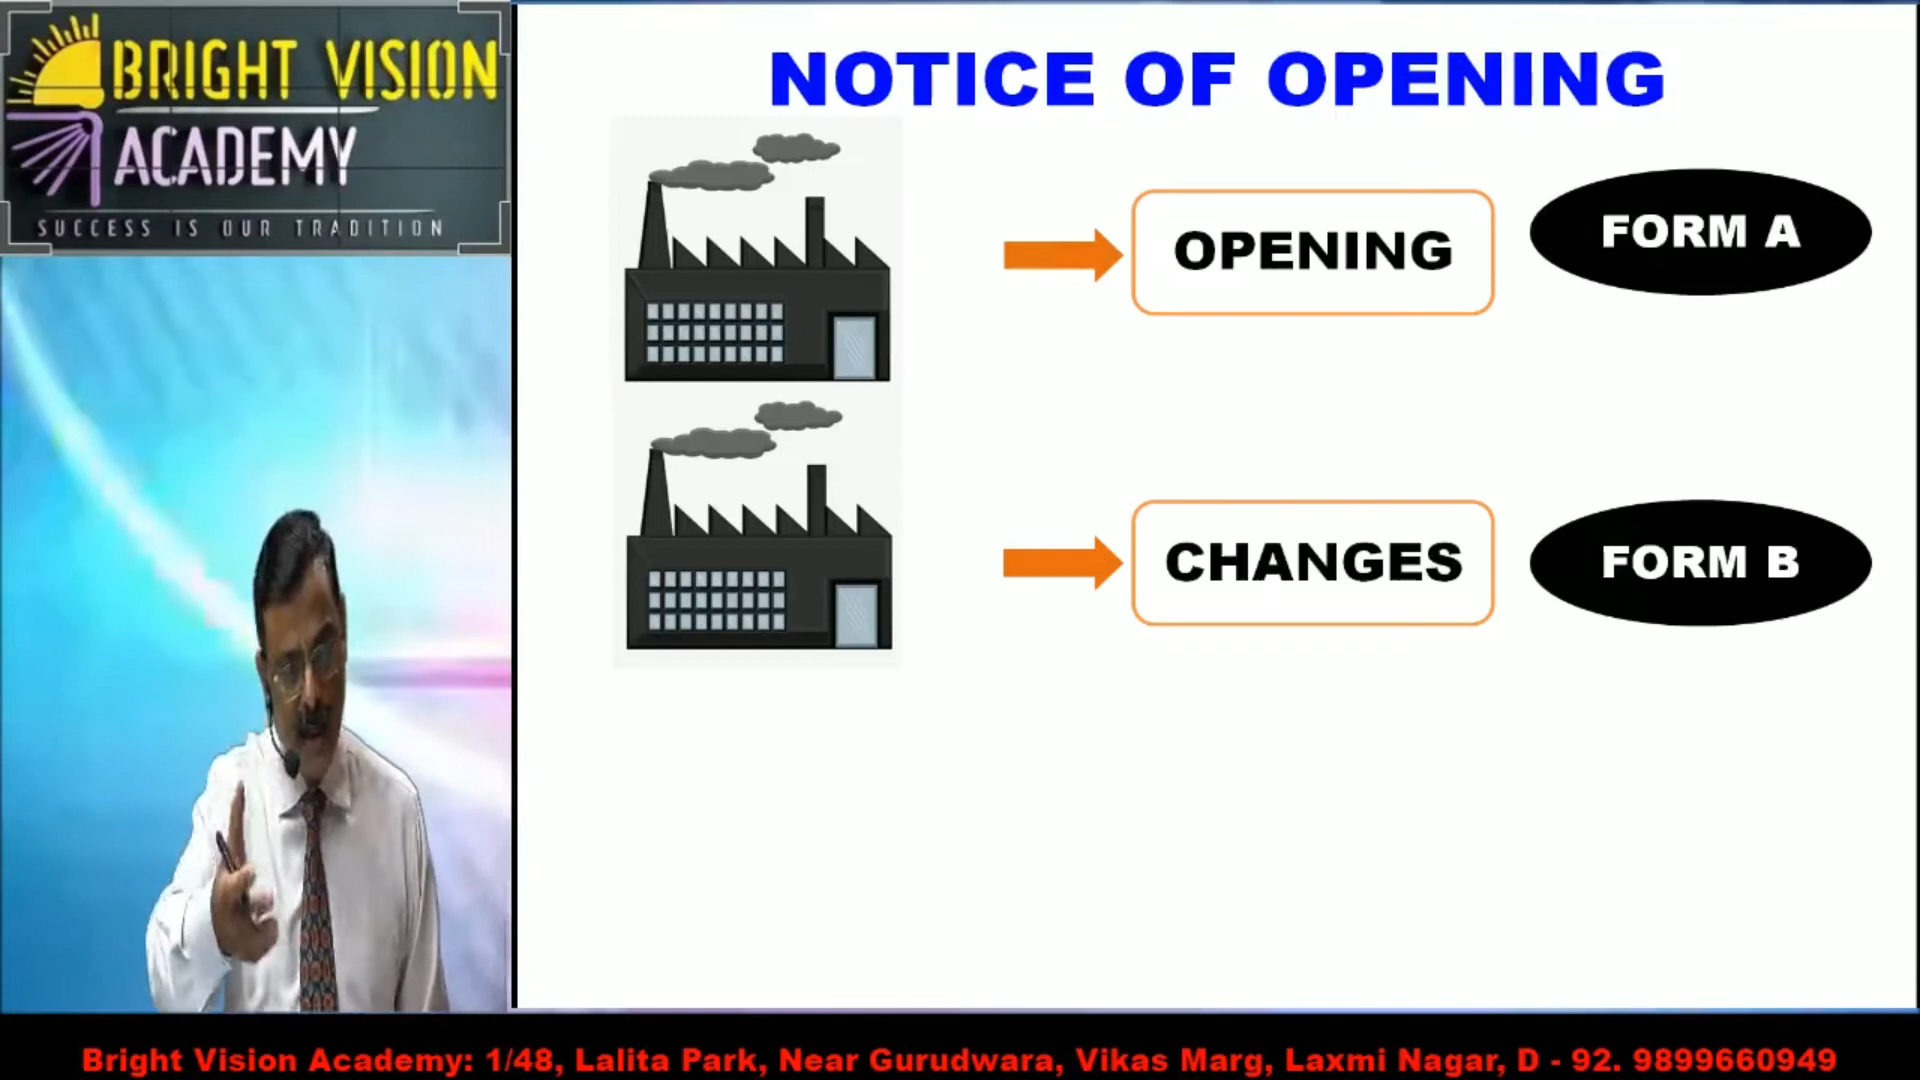 BRIGHT VISION
ACADEMY
SUCCESS IS OUR TRADITION
NOTICE OF OPENING
OPENING
FORM A
CHANGES
FORM B
Bright Vision Academy: 1/48, Lalita Park, Near Gurudwara, Vikas Marg, Laxmi Nagar, D - 92. 9899660949